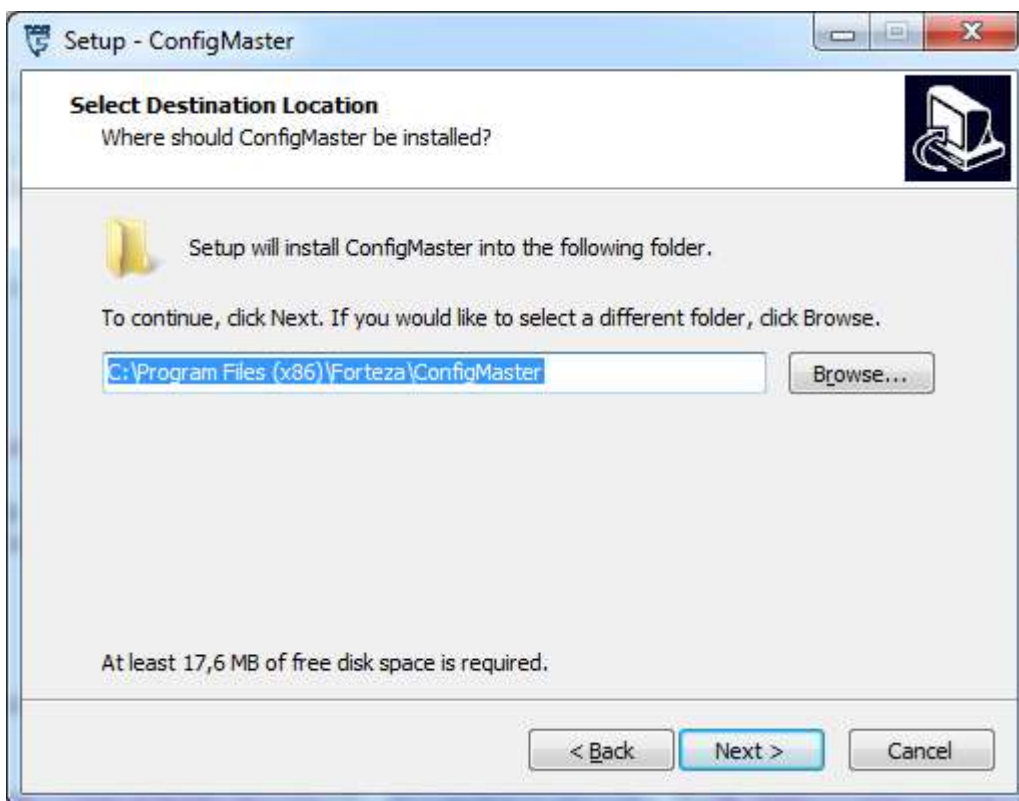 Setup - ConfigMaster
Select Destination Location
Where should ConfigMaster be installed?
Setup will install ConfigMaster into the following folder.
To continue, click Next. If you would like to select a different folder, click Browse.
C:\Program Files (x86)\Forteza\ConfigMaster
Browse...
At least 17,6 MB of free disk space is required.
< Back Next > Cancel